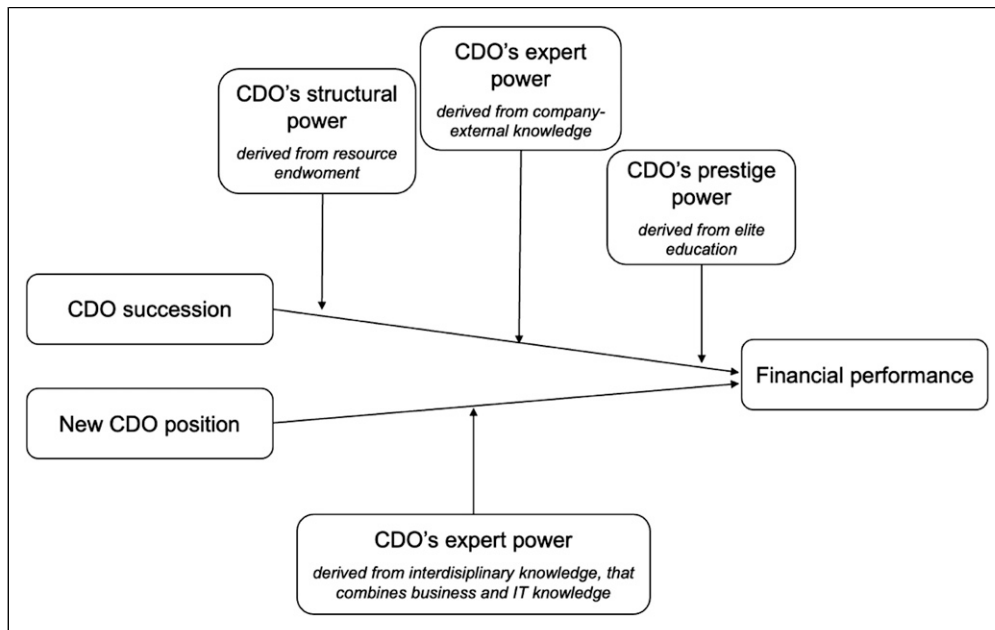 CDO's expert
power
derived from company-
external knowledge
CDO's structural
power
derived from resource
endwoment
CDO's prestige
power
derived from elite
education
CDO succession
Financial performance
New CDO position
CDO's expert power
derived from interdisiplinary knowledge, that
combines business and IT knowledge